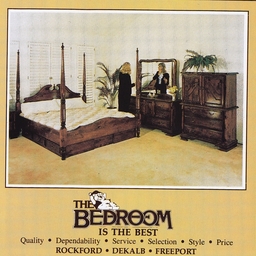 THE
BEDROOM
IS THE BEST
Quality • Dependability • Service • Selection • Style • Price
ROCKFORD • DEKALB • FREEPORT